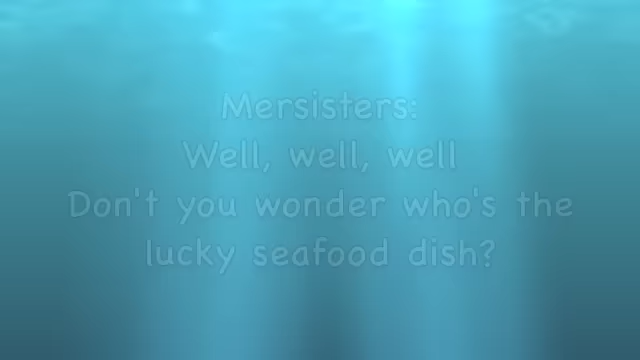 Mersisters:
Well, well, well
Don't you wonder who's the
lucky seafood dish?